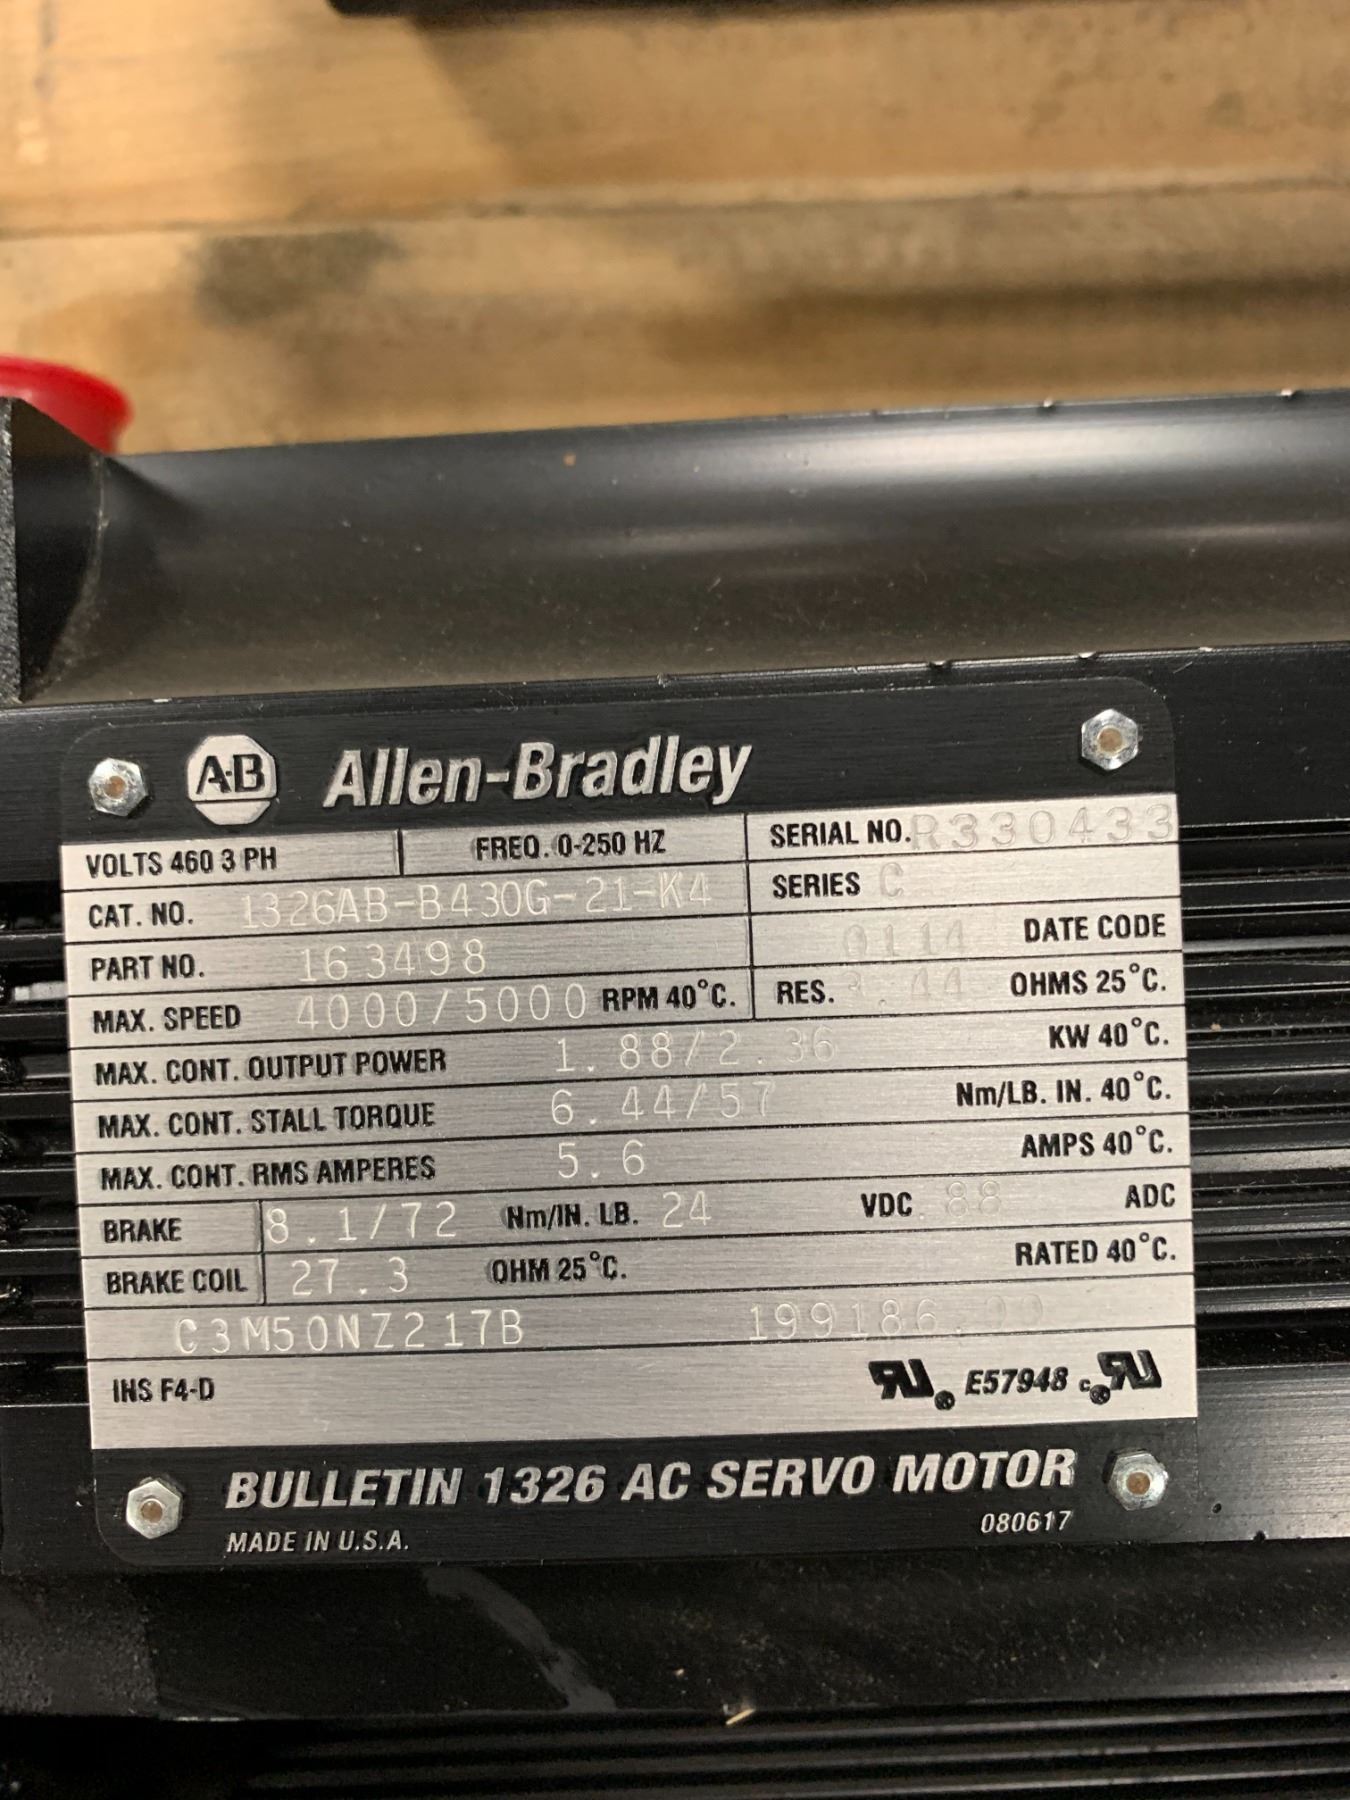 A·B Allen-Bradley
VOLTS 460 3 PH FREQ. 0-250 HZ SERIAL NO. R330433
CAT. NO. 1326AB-B430G-21-K4 SERIES C
PART NO. 163498 0114 DATE CODE
MAX. SPEED 4000/5000 RPM 40°C. RES. .44 OHMS 25°C.
MAX. CONT. OUTPUT POWER 1.88/2.36 KW 40°C.
MAX. CONT. STALL TORQUE 6.44/57 Nm/LB. IN. 40°C.
MAX. CONT. RMS AMPERES 5.6 AMPS 40°C.
BRAKE 8.1/72 Nm/IN. LB. 24 VDC .88 ADC
BRAKE COIL 27.3 OHM 25°C. RATED 40°C.
C3M50NZ217B 199186.
INS F4-D RU ® E57948 c RU ®
BULLETIN 1326 AC SERVO MOTOR
MADE IN U.S.A. 080617